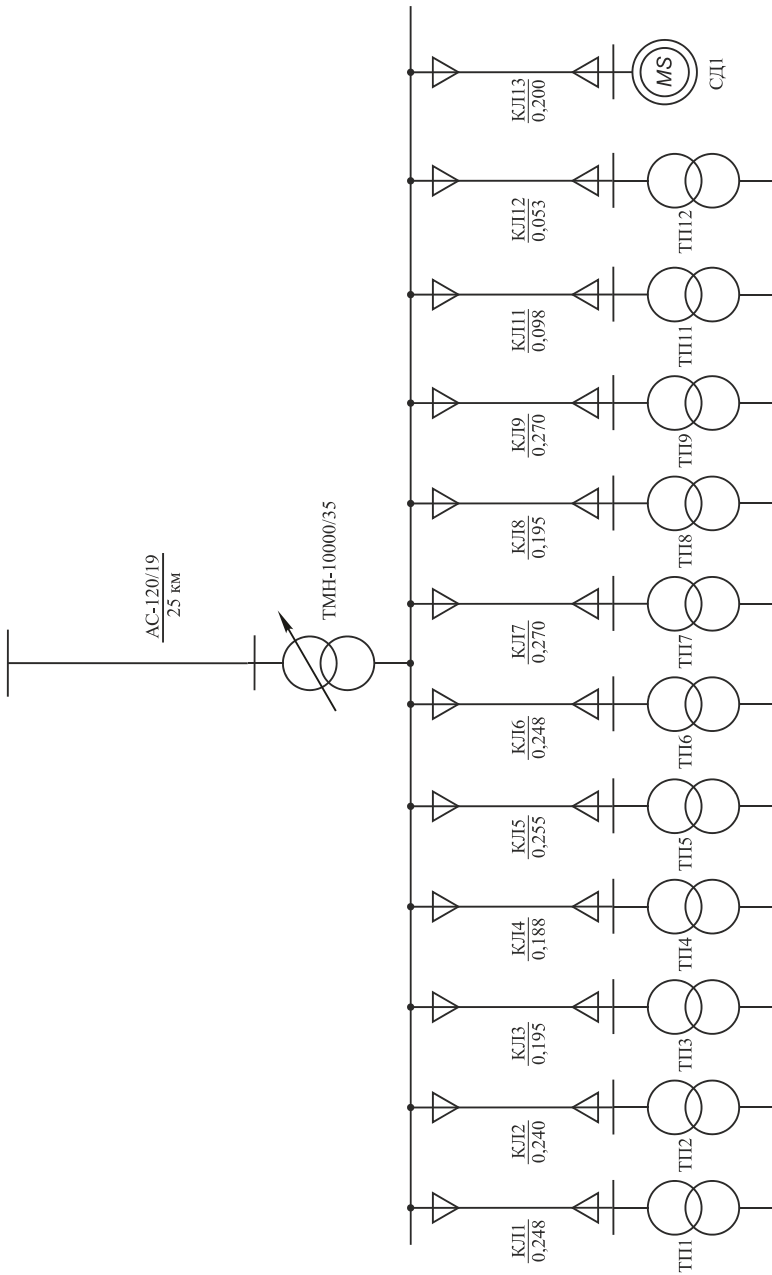 АС-120/19
25 км
ТМН-10000/35
КЛ1
0,248
КЛ2
0,240
КЛ3
0,195
КЛ4
0,188
КЛ5
0,255
КЛ6
0,248
КЛ7
0,270
КЛ8
0,195
КЛ9
0,270
КЛ11
0,098
КЛ12
0,053
КЛ13
0,200
ТП1
ТП2
ТП3
ТП4
ТП5
ТП6
ТП7
ТП8
ТП9
ТП11
ТП12
MS
СД1